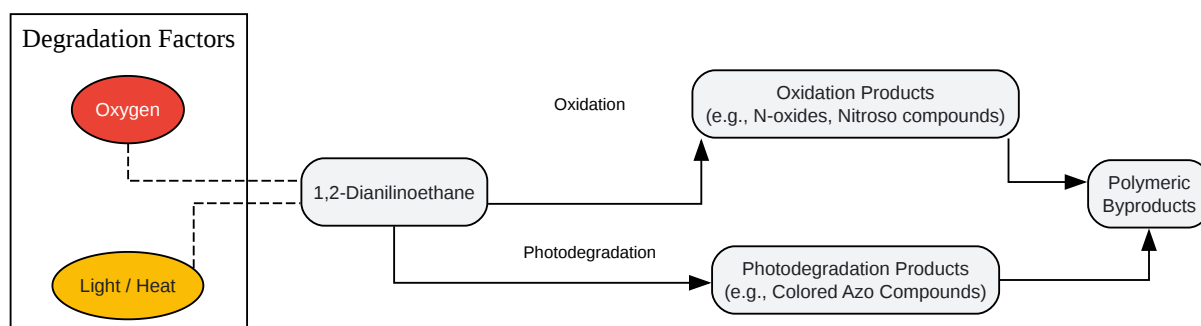 Degradation Factors
Oxygen
Light / Heat
1,2-Dianilinoethane
Oxidation
Photodegradation
Oxidation Products
(e.g., N-oxides, Nitroso compounds)
Photodegradation Products
(e.g., Colored Azo Compounds)
Polymeric
Byproducts